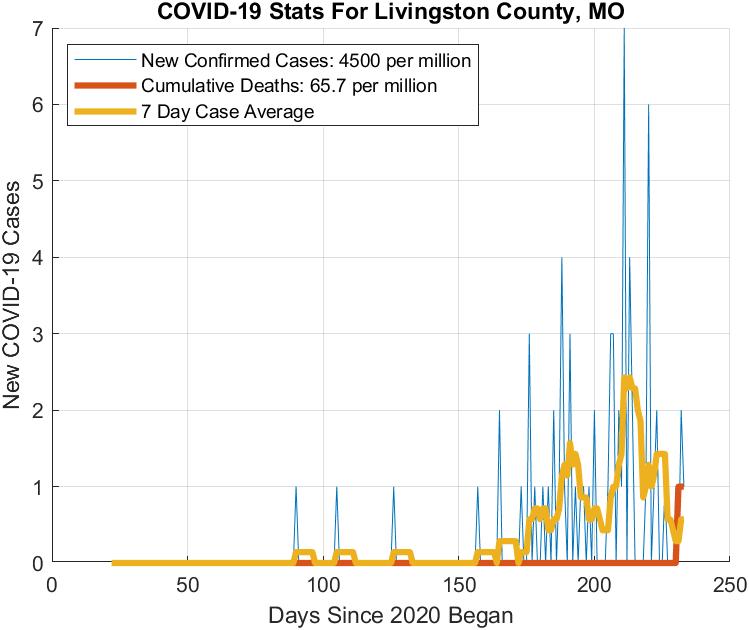 COVID-19 Stats For Livingston County, MO
New Confirmed Cases: 4500 per million
Cumulative Deaths: 65.7 per million
7 Day Case Average
New COVID-19 Cases
7
6
5
4
3
2
1
0
0 50 100 150 200 250
Days Since 2020 Began